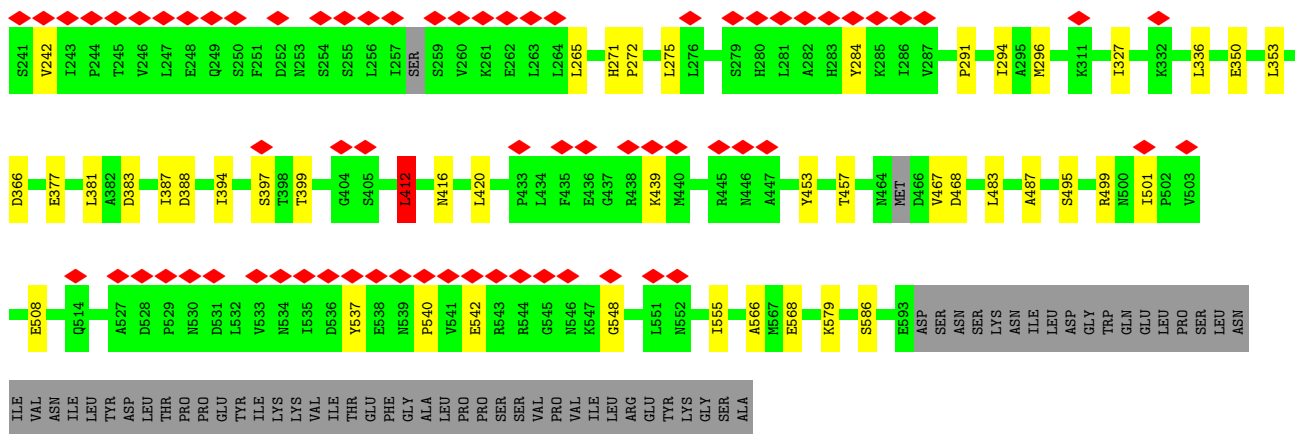 S241 V242 I243 P244 T245 V246 L247 E248 Q249 S250 F251 D252 N253 S254 S255 L256 I257 SER S259 V260 K261 E262 L263 L264 L265 H271 P272 L275 L276 S279 H280 L281 A282 H283 Y284 K285 I286 V287 P291 I294 A295 M296 K311 I327 K332 L336 E350 L353
D366 E377 L381 A382 D383 I387 D388 I394 S397 T398 T399 G404 S405 L412 N416 L420 P433 L434 F435 E436 G437 R438 K439 M440 R445 N446 A447 Y453 T457 N464 MET D466 V467 D468 L483 A487 S495 R499 N500 I501 P502 V503
E508 Q514 A527 D528 P529 N530 D531 L532 V533 N534 I535 D536 Y537 E538 N539 P540 V541 E542 R543 R544 G545 N546 K547 G548 L551 N552 I555 A566 M567 E568 K579 S586 E593 ASP SER ASN SER LYS ASN ILE LEU ASP GLY TRP GLN GLU LEU PRO SER LEU ASN
ILE VAL ASN ILE LEU TYR ASP LEU THR PRO PRO GLU TYR ILE LYS LYS VAL ILE THR GLU PHE GLY ALA LEU PRO PRO SER SER VAL PRO VAL ILE LEU ARG GLU TYR LYS GLY SER ALA